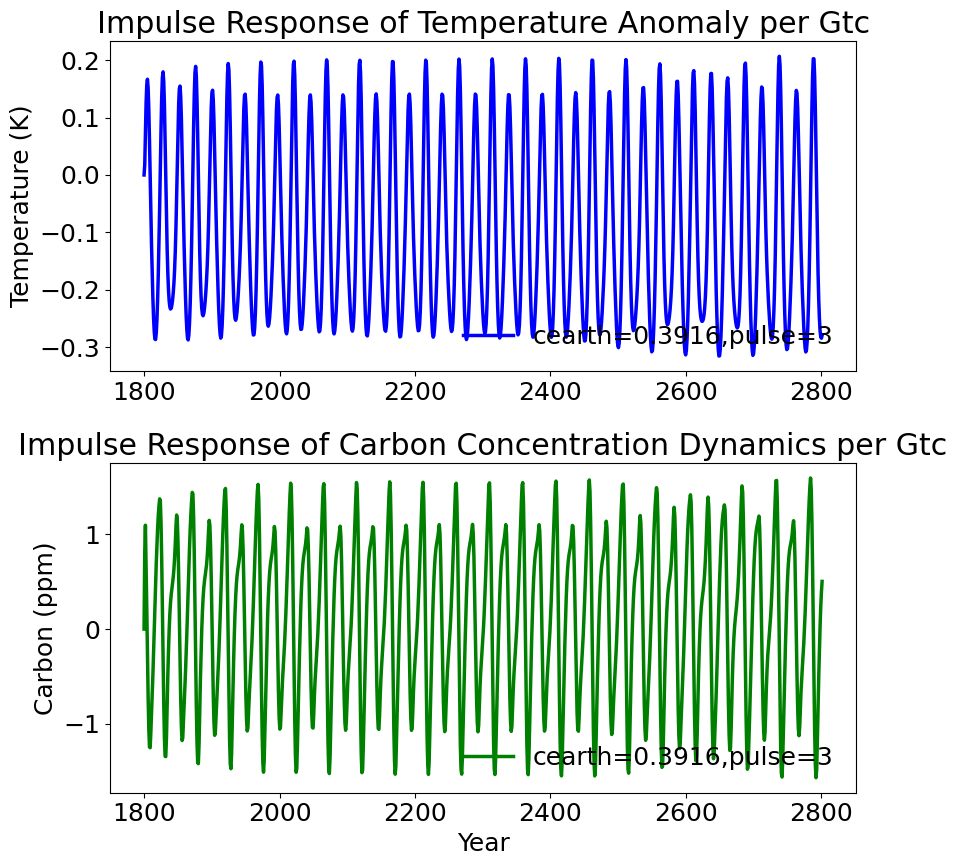 Impulse Response of Temperature Anomaly per Gtc
Temperature (K)
0.2
0.1
0.0
−0.1
−0.2
−0.3
cearth=0.3916,pulse=3
1800 2000 2200 2400 2600 2800
Impulse Response of Carbon Concentration Dynamics per Gtc
Carbon (ppm)
1
0
−1
cearth=0.3916,pulse=3
1800 2000 2200 2400 2600 2800
Year